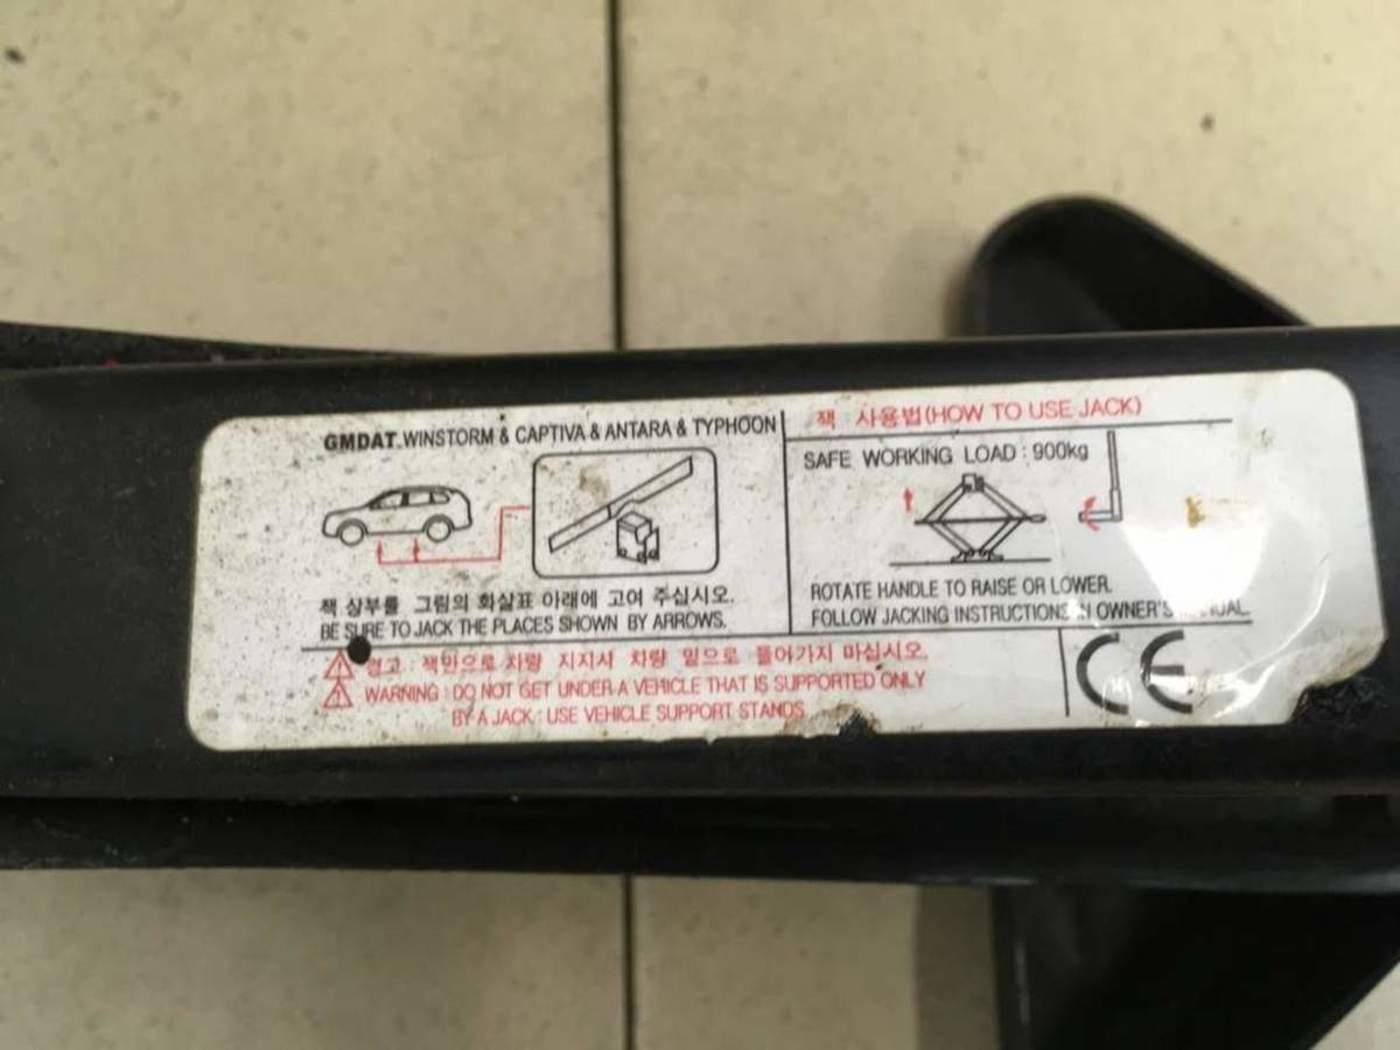 GMDAT.WINSTORM & CAPTIVA & ANTARA & TYPHOON
잭 상부를 그림의 화살표 아래에 고여 주십시오.
BE SURE TO JACK THE PLACES SHOWN BY ARROWS.
잭 사용법(HOW TO USE JACK)
SAFE WORKING LOAD : 900kg
ROTATE HANDLE TO RAISE OR LOWER.
FOLLOW JACKING INSTRUCTIONS OWNER'S
경고 : 잭만으로 차량 지지시 차량 밑으로 들어가지 마십시오.
WARNING : DO NOT GET UNDER A VEHICLE THAT IS SUPPORTED ONLY
BY A JACK : USE VEHICLE SUPPORT STANDS
CE